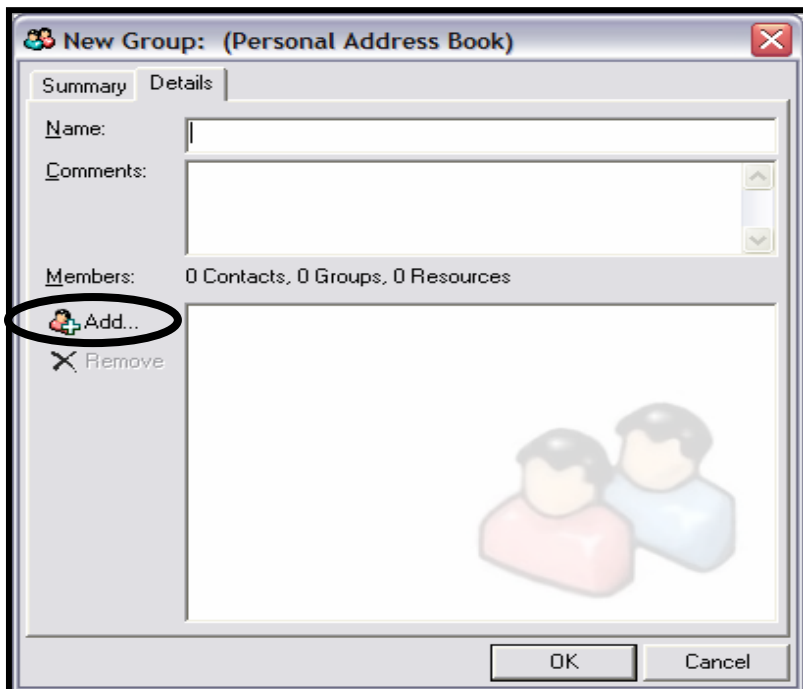 New Group: (Personal Address Book)
Summary Details
Name:
Comments:
Members: 0 Contacts, 0 Groups, 0 Resources
Add...
Remove
OK Cancel